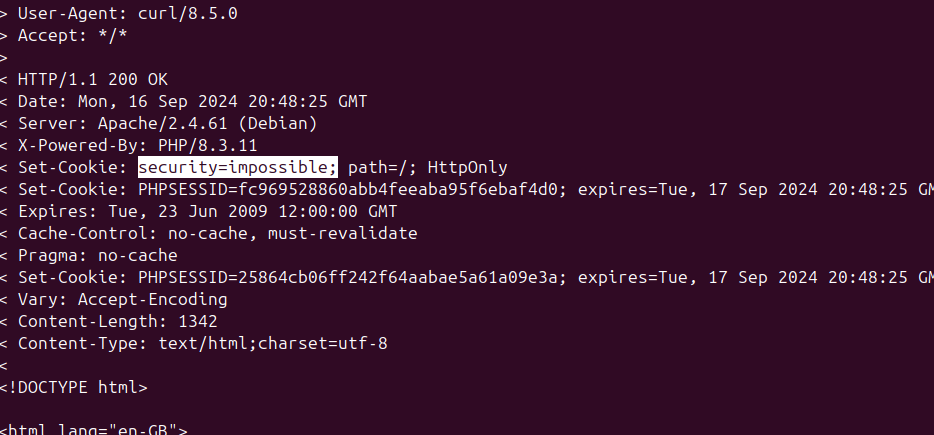 > User-Agent: curl/8.5.0
> Accept: */*
>
< HTTP/1.1 200 OK
< Date: Mon, 16 Sep 2024 20:48:25 GMT
< Server: Apache/2.4.61 (Debian)
< X-Powered-By: PHP/8.3.11
< Set-Cookie: security=impossible; path=/; HttpOnly
< Set-Cookie: PHPSESSID=fc969528860abb4feeaba95f6ebaf4d0; expires=Tue, 17 Sep 2024 20:48:25 GM
< Expires: Tue, 23 Jun 2009 12:00:00 GMT
< Cache-Control: no-cache, must-revalidate
< Pragma: no-cache
< Set-Cookie: PHPSESSID=25864cb06ff242f64aabae5a61a09e3a; expires=Tue, 17 Sep 2024 20:48:25 GM
< Vary: Accept-Encoding
< Content-Length: 1342
< Content-Type: text/html;charset=utf-8
<
<!DOCTYPE html>
<html lang="en-GB">